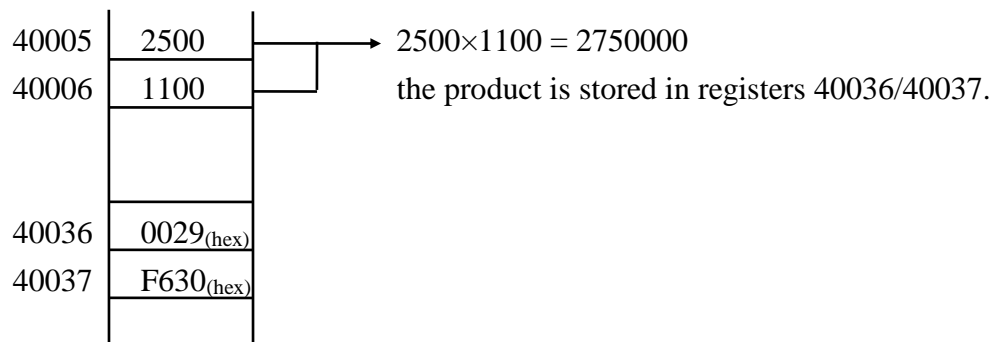 40005 2500 2500×1100 = 2750000
40006 1100 the product is stored in registers 40036/40037.
40036 0029(hex)
40037 F630(hex)